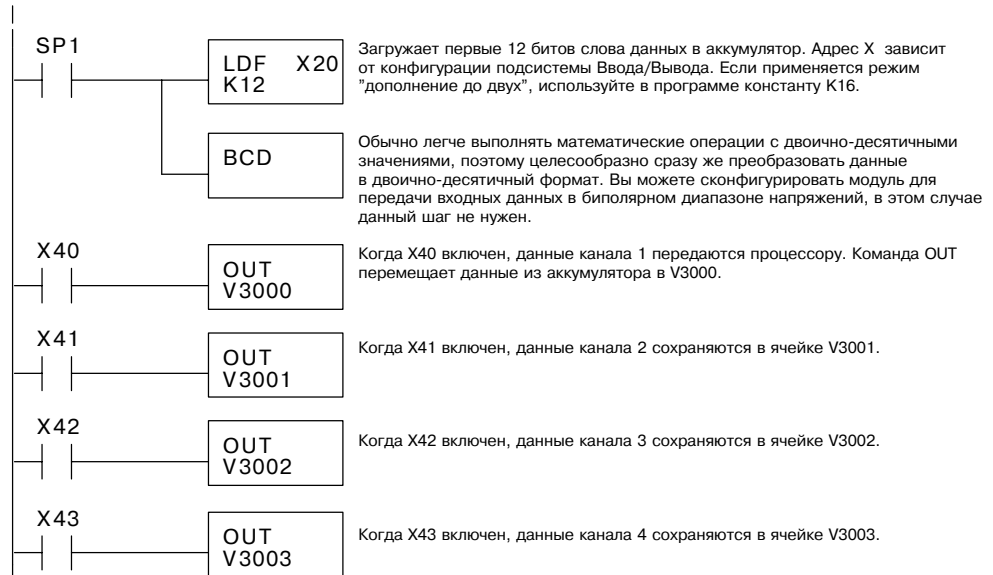 SP1
LDF X20
K12
Загружает первые 12 битов слова данных в аккумулятор. Адрес X зависит
от конфигурации подсистемы Ввода/Вывода. Если применяется режим
"дополнение до двух", используйте в программе константу K16.
BCD
Обычно легче выполнять математические операции с двоично-десятичными
значениями, поэтому целесообразно сразу же преобразовать данные
в двоично-десятичный формат. Вы можете сконфигурировать модуль для
передачи входных данных в биполярном диапазоне напряжений, в этом случае
данный шаг не нужен.
X40
OUT
V3000
Когда X40 включен, данные канала 1 передаются процессору. Команда OUT
перемещает данные из аккумулятора в V3000.
X41
OUT
V3001
Когда X41 включен, данные канала 2 сохраняются в ячейке V3001.
X42
OUT
V3002
Когда X42 включен, данные канала 3 сохраняются в ячейке V3002.
X43
OUT
V3003
Когда X43 включен, данные канала 4 сохраняются в ячейке V3003.